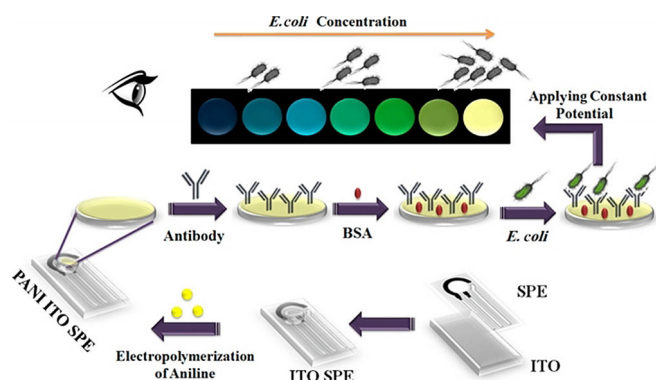 E.coli Concentration
Applying Constant
Potential
Antibody
BSA
E. coli
PANI ITO SPE
Electropolymerization
of Aniline
ITO SPE
SPE
ITO